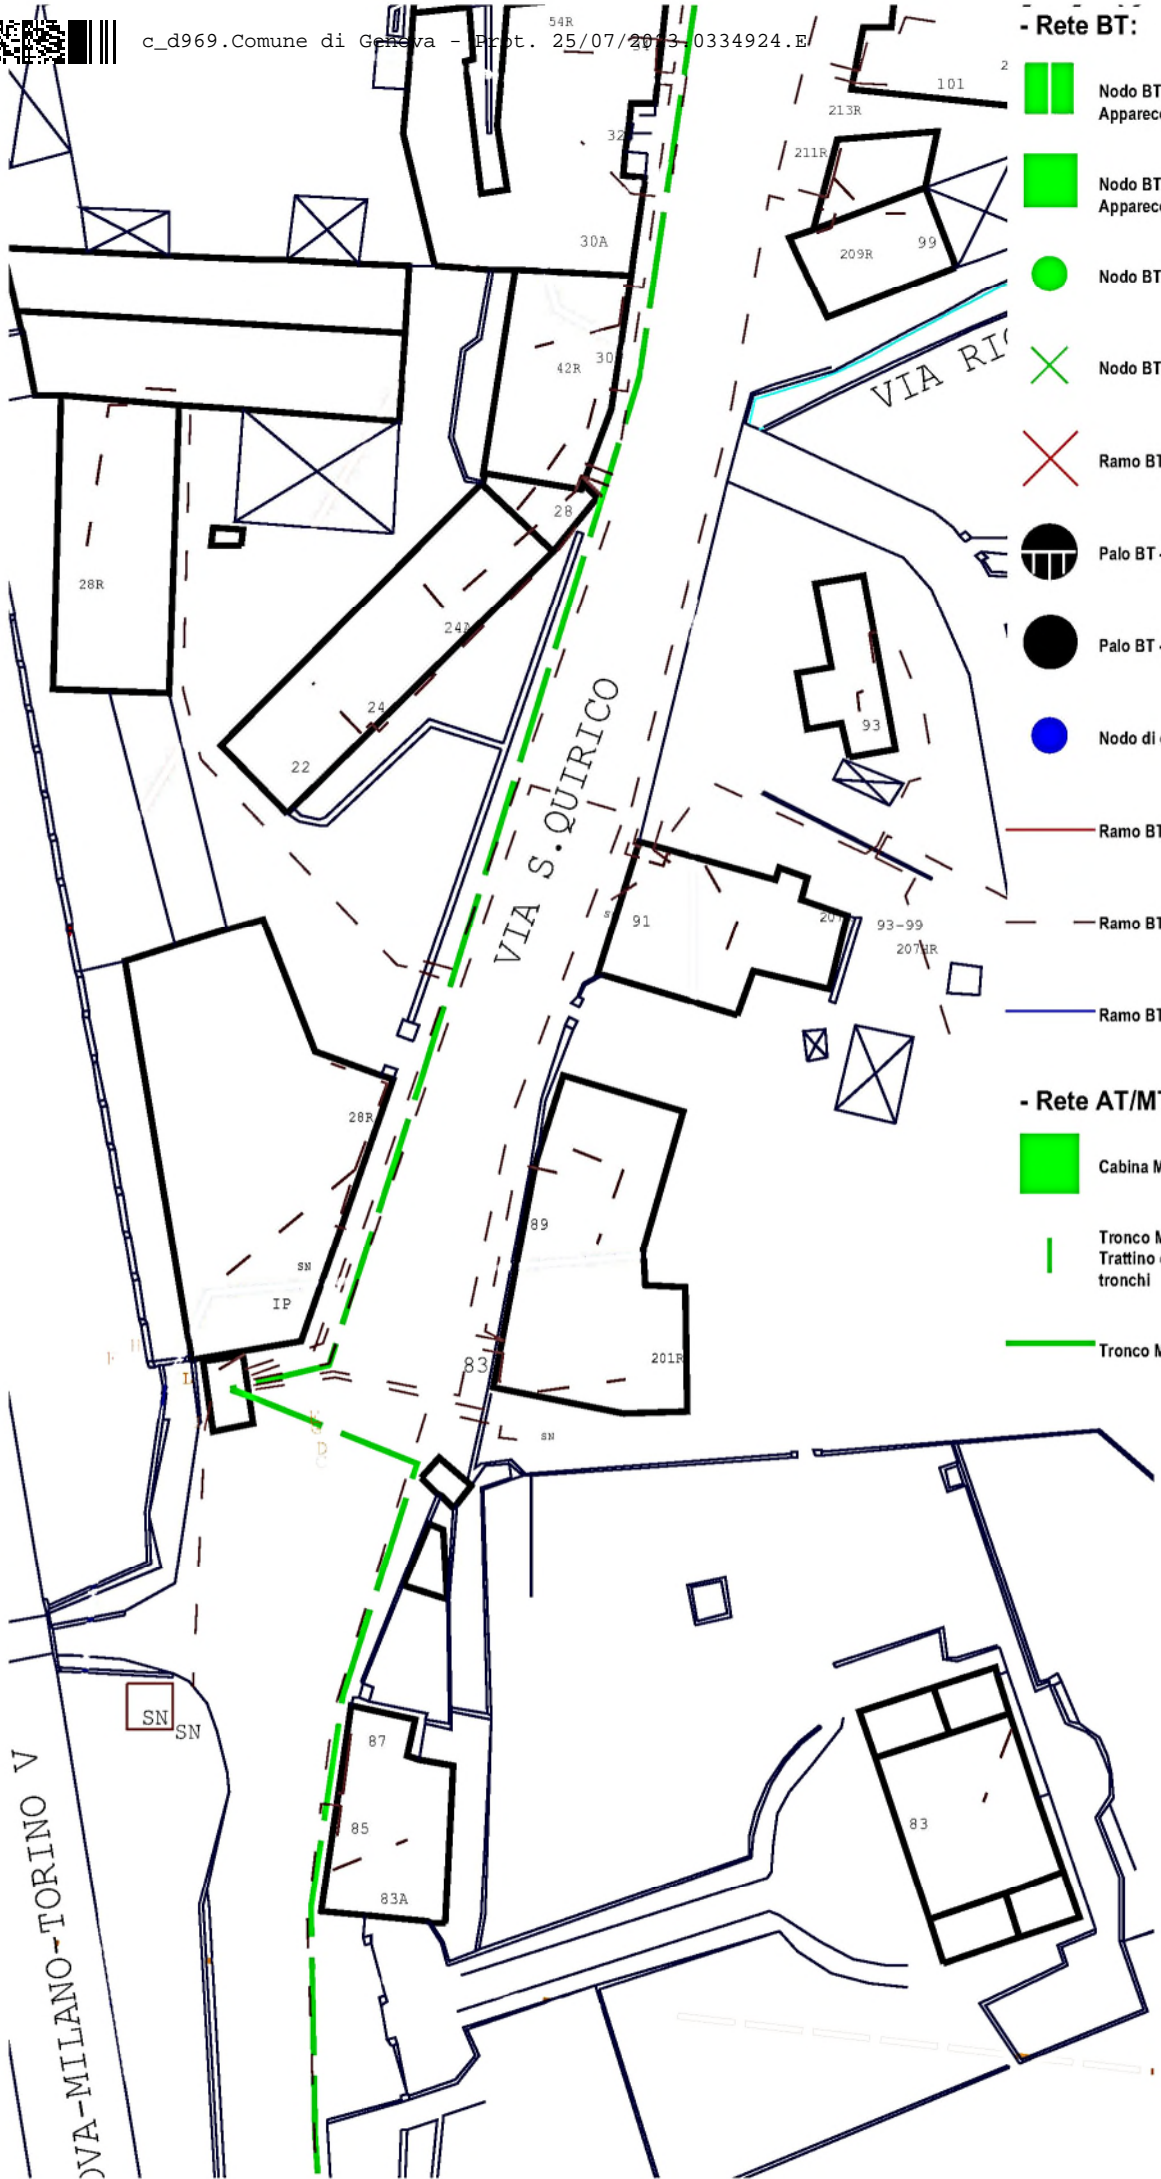 c_d969.Comune di Genova - Prot. 25/07/2013.0334924.E
54R
32
30A
30
42R
28
24A
24
22
28R
101
213R
211R
209R
99
VIA RI
93
VIA S.QUIRICO
91
93-99
207HR
28R
SN
IP
89
83
201R
SN
SN
SN
87
85
83A
83
OVA-MILANO-TORINO V
- Rete BT:
Nodo BT
Nodo BT
Nodo BT
Nodo BT
Ramo BT
Palo BT
Palo BT
Nodo di
Ramo BT
Ramo BT
Ramo BT
- Rete AT/MT
Cabina M
Tronco M
Trattino
tronchi
Tronco M